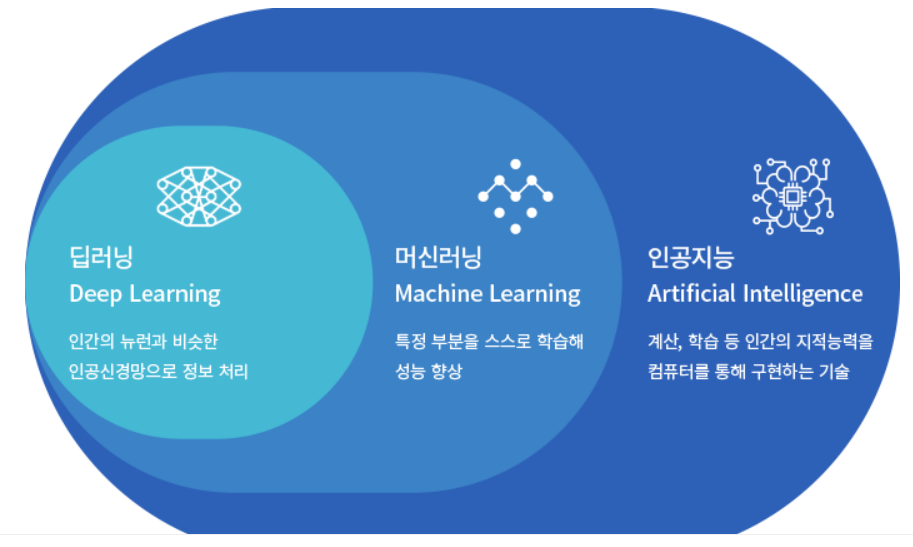 딥러닝
Deep Learning
인간의 뉴런과 비슷한
인공신경망으로 정보 처리
머신러닝
Machine Learning
특정 부분을 스스로 학습해
성능 향상
인공지능
Artificial Intelligence
계산, 학습 등 인간의 지적능력을
컴퓨터를 통해 구현하는 기술